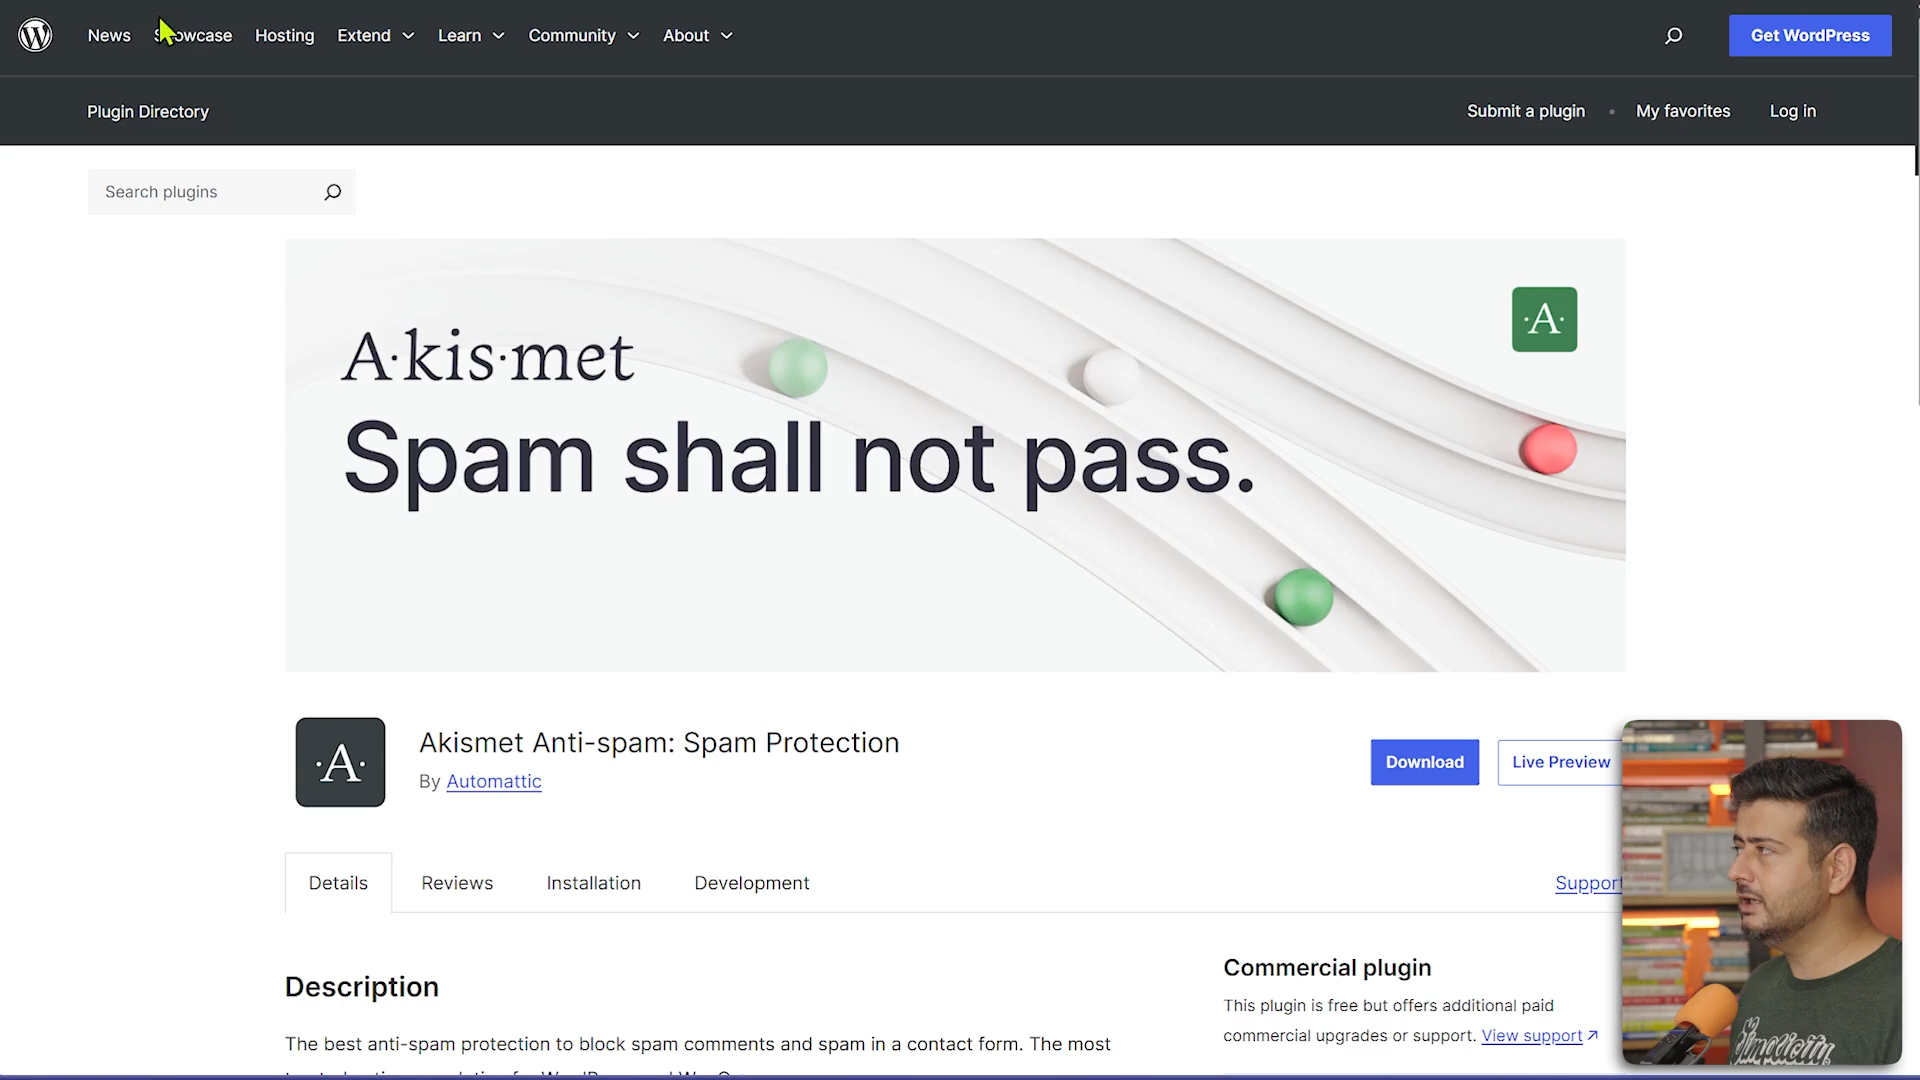 News Showcase Hosting Extend Learn Community About Get WordPress
Plugin Directory Submit a plugin • My favorites Log in
Search plugins
A·kis·met
·A·
Spam shall not pass.
·A·
Akismet Anti-spam: Spam Protection
By Automattic
Download Live Preview
Details Reviews Installation Development Support
Description
The best anti-spam protection to block spam comments and spam in a contact form. The most
Commercial plugin
This plugin is free but offers additional paid
commercial upgrades or support. View support ↗
Simplicity